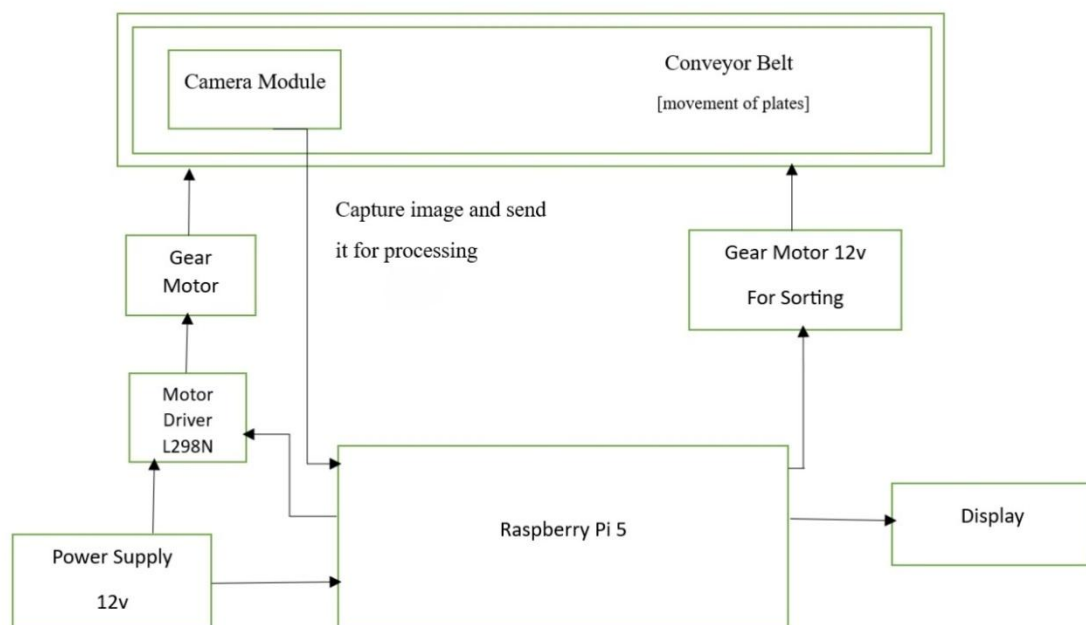 Camera Module
Conveyor Belt
[movement of plates]
Capture image and send
it for processing
Gear
Motor
Gear Motor 12v
For Sorting
Motor
Driver
L298N
Raspberry Pi 5
Display
Power Supply
12v